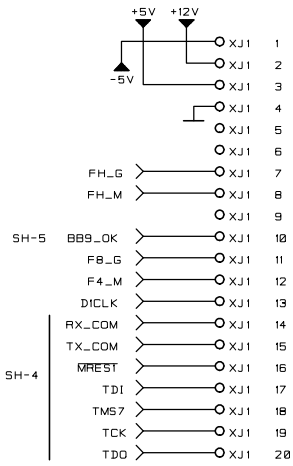 +5V +12V
XJ1 1
XJ1 2
-5V XJ1 3
XJ1 4
XJ1 5
XJ1 6
FH_G XJ1 7
FH_M XJ1 8
XJ1 9
SH-5 BB9_OK XJ1 10
F8_G XJ1 11
F4_M XJ1 12
D1CLK XJ1 13
RX_COM XJ1 14
TX_COM XJ1 15
SH-4 MREST XJ1 16
TDI XJ1 17
TMS7 XJ1 18
TCK XJ1 19
TDO XJ1 20